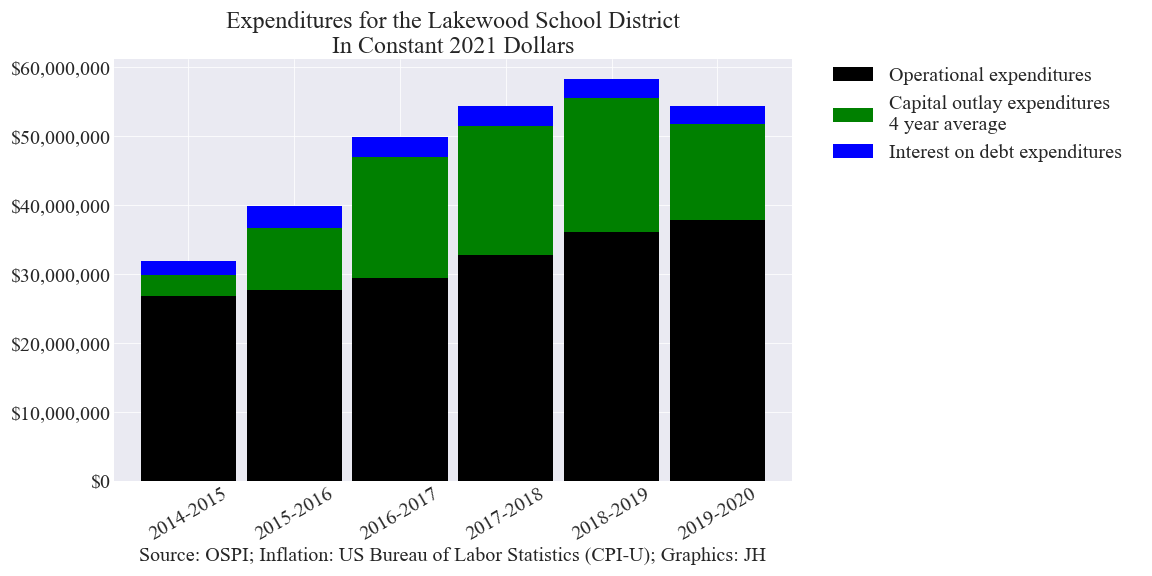 Expenditures for the Lakewood School District
In Constant 2021 Dollars
$60,000,000
$50,000,000
$40,000,000
$30,000,000
$20,000,000
$10,000,000
$0
2014-2015
2015-2016
2016-2017
2017-2018
2018-2019
2019-2020
Source: OSPI; Inflation: US Bureau of Labor Statistics (CPI-U); Graphics: JH
Operational expenditures
Capital outlay expenditures
4 year average
Interest on debt expenditures